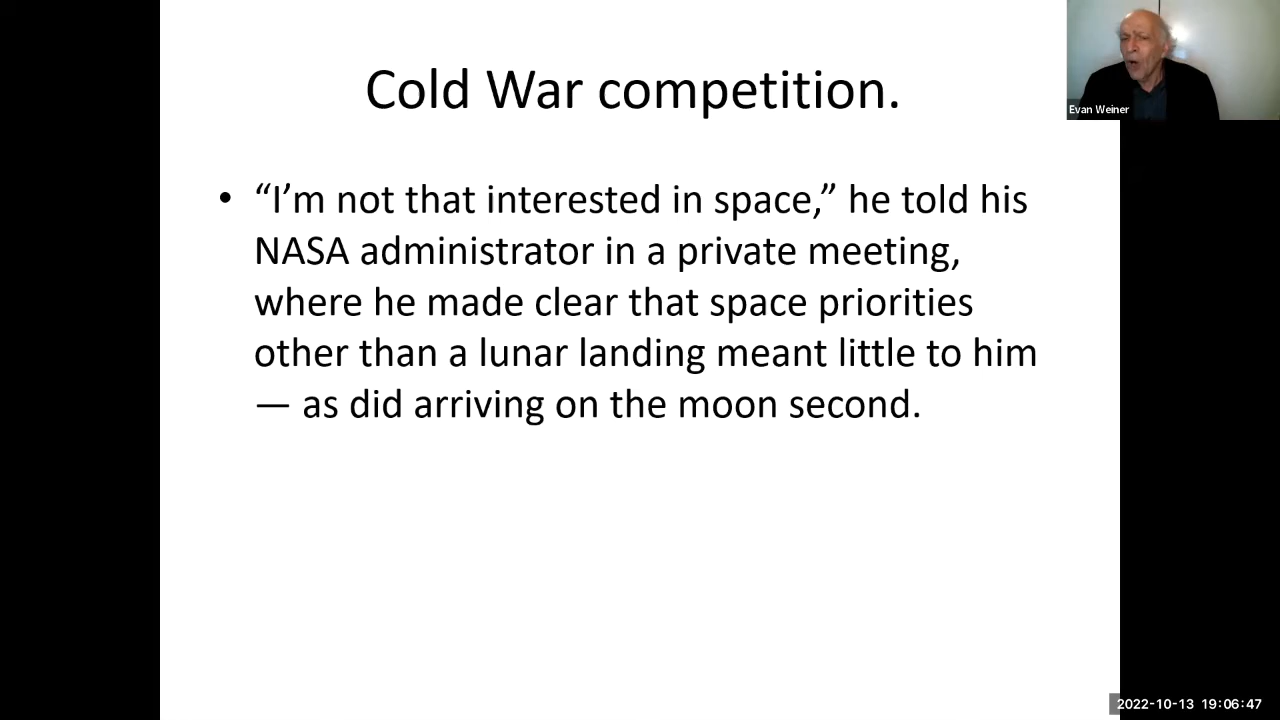 Cold War competition.
Evan Weiner
• “I’m not that interested in space,” he told his
NASA administrator in a private meeting,
where he made clear that space priorities
other than a lunar landing meant little to him
— as did arriving on the moon second.
2022-10-13 19:06:47